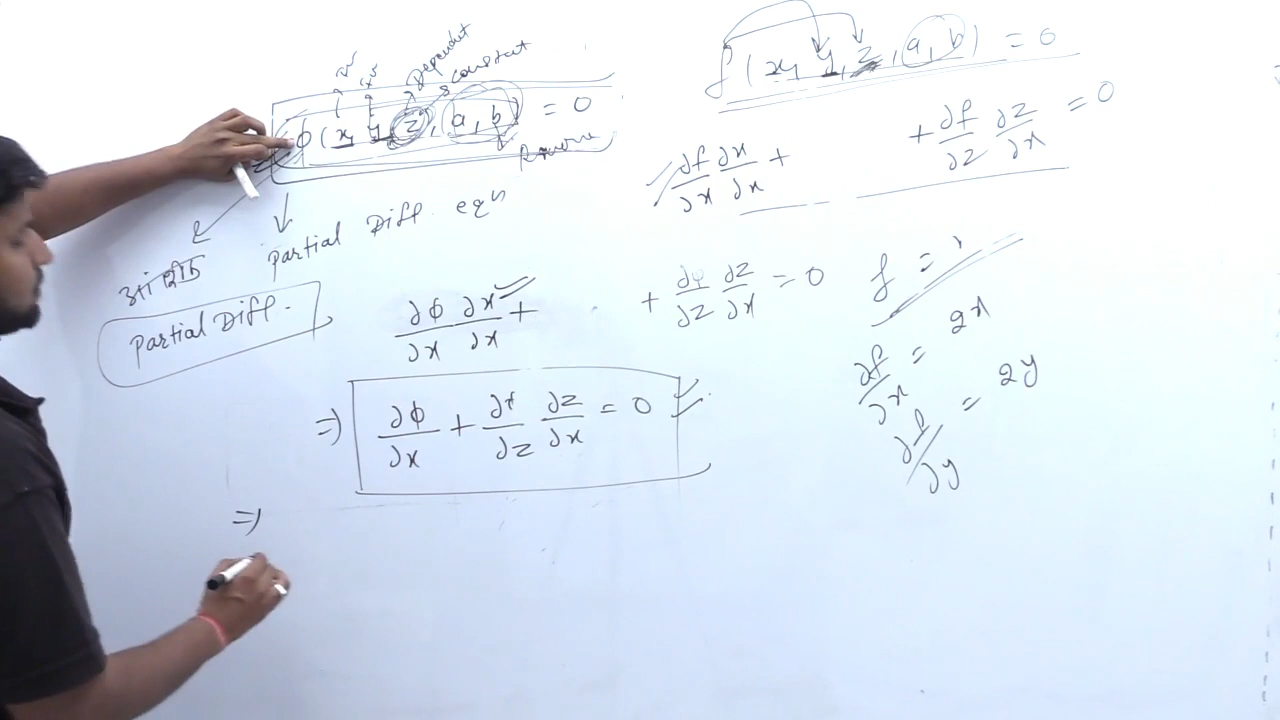 Dependent
constant
ϕ(x, y, z, a, b) = 0
Partial Diff. eqn
आंशिक
Partial Diff.
∂ϕ/∂x ∂x/∂x + + ∂φ/∂z ∂z/∂x = 0
⇒ ∂ϕ/∂x + ∂f/∂z ∂z/∂x = 0
⇒
f(x, y, z, a, b) = 0
∂f/∂x ∂x/∂x + + ∂f/∂z ∂z/∂x = 0
f =
∂f/∂x = 2x
∂f/∂y = 2y